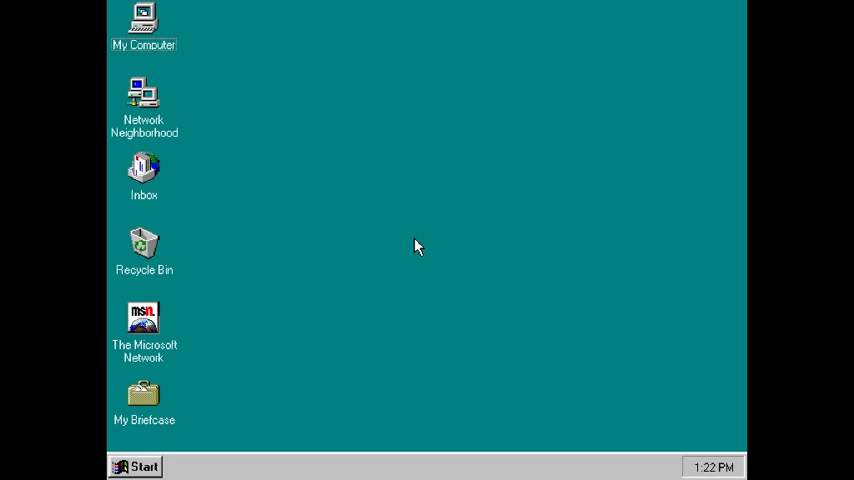 My Computer
Network
Neighborhood
Inbox
Recycle Bin
msn.
The Microsoft
Network
My Briefcase
Start
1:22 PM